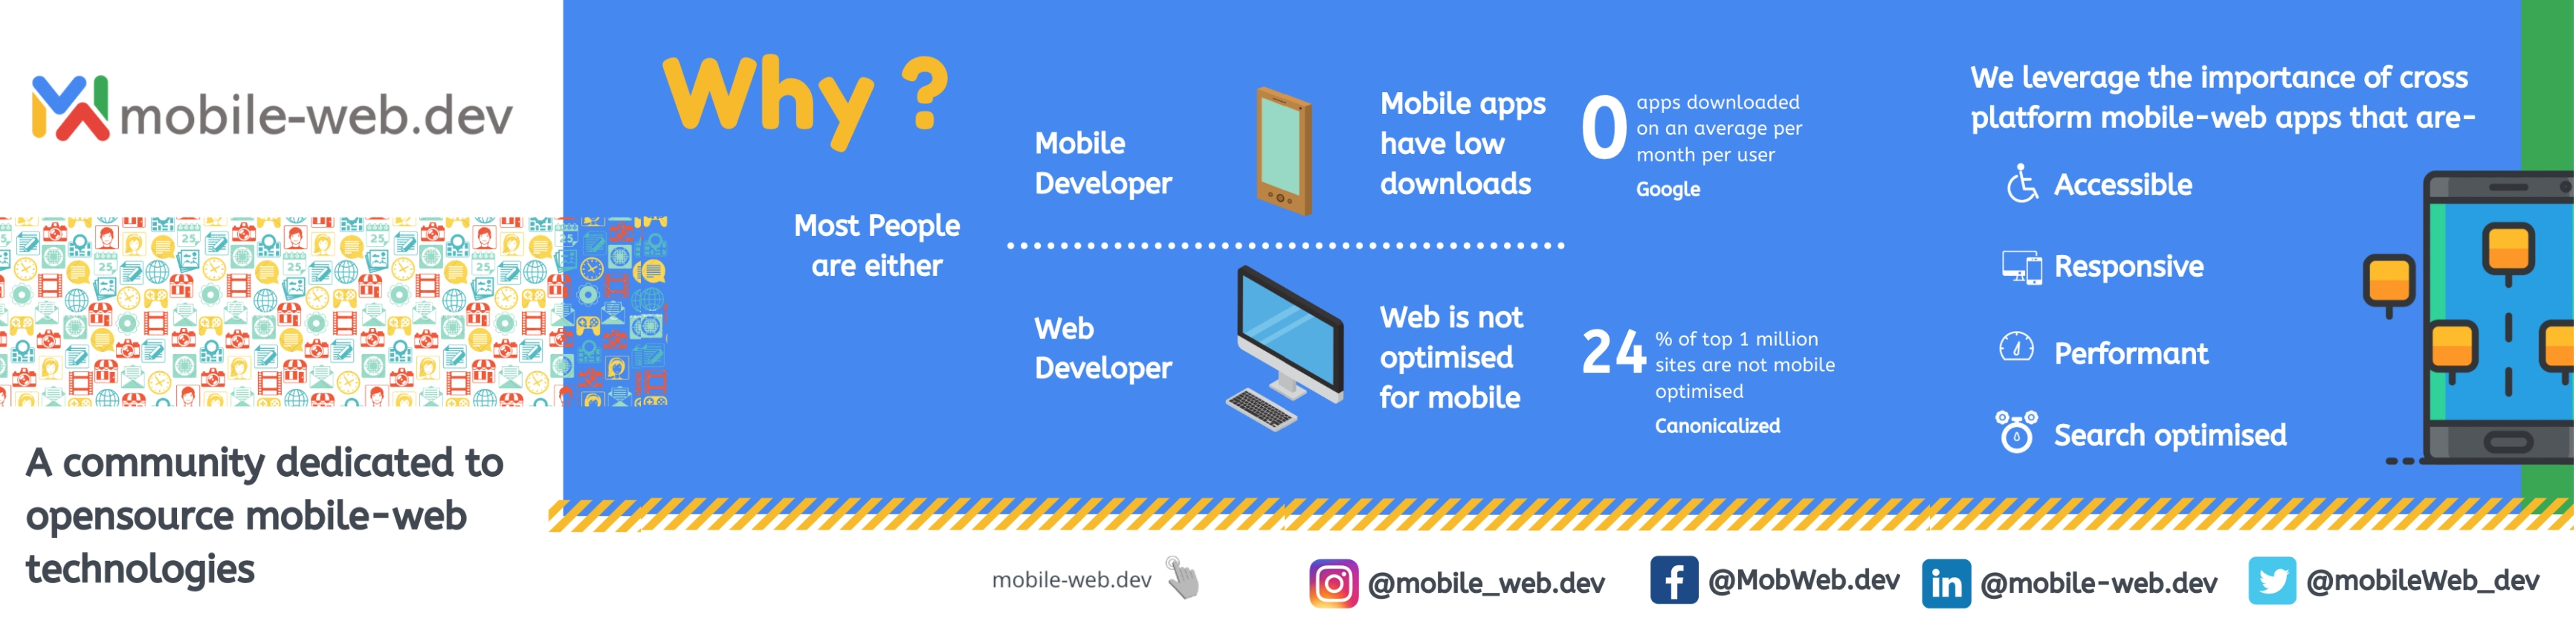 mobile-web.dev
A community dedicated to
opensource mobile-web
technologies
Why ?
Most People
are either
Mobile
Developer
Mobile apps
have low
downloads
0
apps downloaded
on an average per
month per user
Google
Web
Developer
Web is not
optimised
for mobile
24
% of top 1 million
sites are not mobile
optimised
Canonicalized
We leverage the importance of cross
platform mobile-web apps that are-
Accessible
Responsive
Performant
Search optimised
mobile-web.dev
@mobile_web.dev
@MobWeb.dev
@mobile-web.dev
@mobileWeb_dev